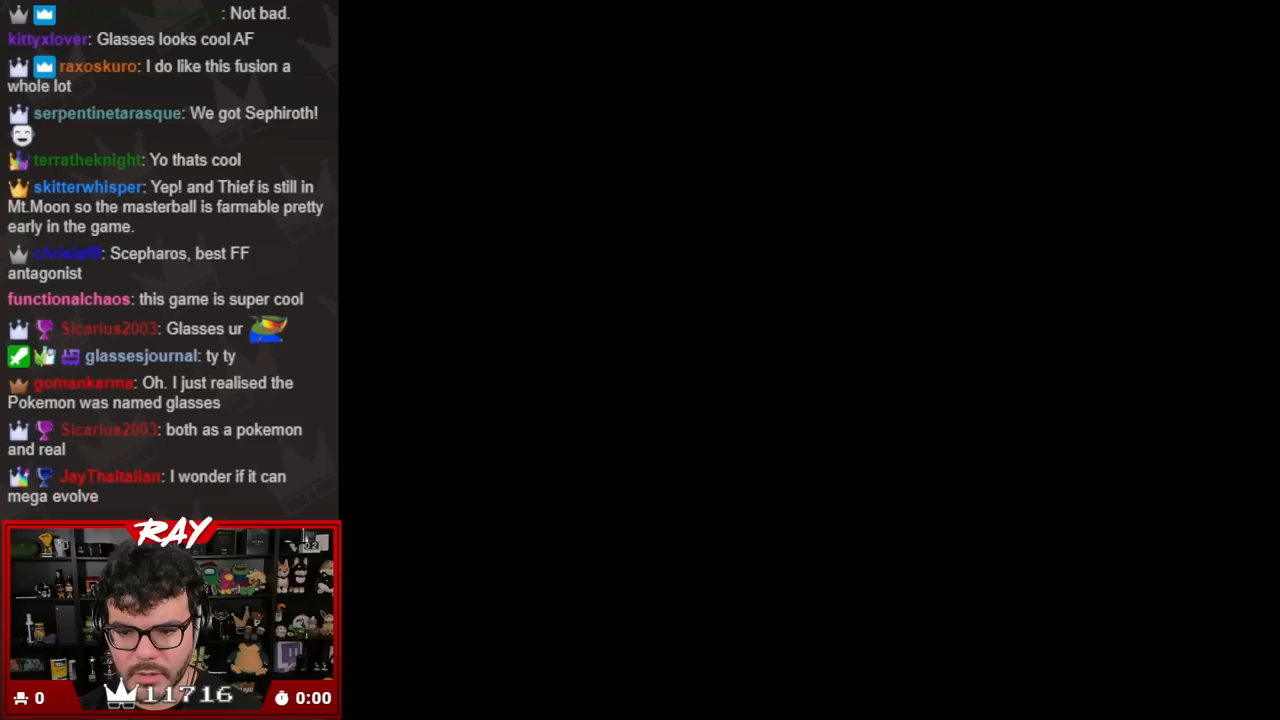 : Not bad.
kittyxlover: Glasses looks cool AF
raxoskuro: I do like this fusion a
whole lot
serpentinetarasque: We got Sephiroth!
terratheknight: Yo thats cool
skitterwhisper: Yep! and Thief is still in
Mt.Moon so the masterball is farmable pretty
early in the game.
: Scepharos, best FF
antagonist
functionalchaos: this game is super cool
Sicarius2003: Glasses ur
glassesjournal: ty ty
gomankarma: Oh. I just realised the
Pokemon was named glasses
Sicarius2003: both as a pokemon
and real
JayThaItalian: I wonder if it can
mega evolve
RAY
0
11716
0:00